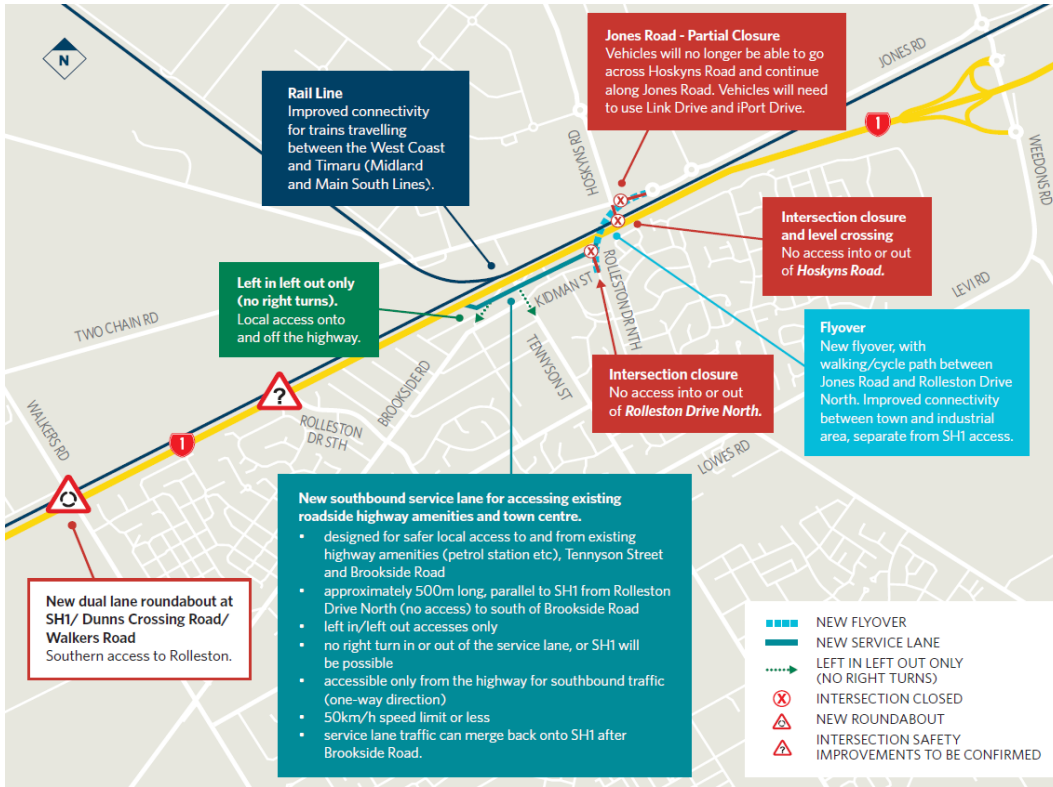 N
Jones Road - Partial Closure
Vehicles will no longer be able to go
across Hoskyns Road and continue
along Jones Road. Vehicles will need
to use Link Drive and iPort Drive.
JONES RD
Rail Line
Improved connectivity
for trains travelling
between the West Coast
and Timaru (Midland
and Main South Lines).
1
HOSKYNS RD
WEEDONS RD
Intersection closure
and level crossing
No access into or out
of Hoskyns Road.
Left in left out only
(no right turns).
Local access onto
and off the highway.
KIDMAN ST
ROLLESTON DR NTH
LEVI RD
TWO CHAIN RD
TENNYSON ST
Flyover
New flyover, with
walking/cycle path between
Jones Road and Rolleston Drive
North. Improved connectivity
between town and industrial
area, separate from SH1 access.
Intersection closure
No access into or out
of Rolleston Drive North.
BROOKSIDE RD
?
ROLLESTON
DR STH
WALKERS RD
1
LOWES RD
New southbound service lane for accessing existing
roadside highway amenities and town centre.
• designed for safer local access to and from existing
highway amenities (petrol station etc), Tennyson Street
and Brookside Road
• approximately 500m long, parallel to SH1 from Rolleston
Drive North (no access) to south of Brookside Road
• left in/left out accesses only
• no right turn in or out of the service lane, or SH1 will
be possible
• accessible only from the highway for southbound traffic
(one-way direction)
• 50km/h speed limit or less
• service lane traffic can merge back onto SH1 after
Brookside Road.
New dual lane roundabout at
SH1/ Dunns Crossing Road/
Walkers Road
Southern access to Rolleston.
NEW FLYOVER
NEW SERVICE LANE
LEFT IN LEFT OUT ONLY
(NO RIGHT TURNS)
INTERSECTION CLOSED
NEW ROUNDABOUT
INTERSECTION SAFETY
IMPROVEMENTS TO BE CONFIRMED